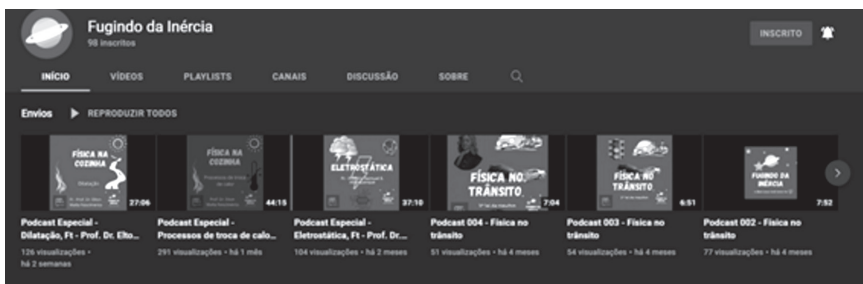 Fugindo da Inércia
98 inscritos
INSCRITO
INÍCIO VÍDEOS PLAYLISTS CANAIS DISCUSSÃO SOBRE
Envios REPRODUZIR TODOS
FÍSICA NA
COZINHA
Dilatação
27:06
FÍSICA NA
COZINHA
44:15
ELETROSTÁTICA
37:10
FÍSICA NO
TRÂNSITO
7:04
FÍSICA NO
TRÂNSITO
6:51
FUGINDO DA
INÉRCIA
7:52
Podcast Especial -
Dilatação, Ft - Prof. Dr. Elto...
126 visualizações •
há 2 semanas
Podcast Especial -
Processos de troca de calo...
291 visualizações • há 1 mês
Podcast Especial -
Eletrostática, Ft - Prof. Dr....
104 visualizações • há 2 meses
Podcast 004 - Física no
trânsito
51 visualizações • há 4 meses
Podcast 003 - Física no
trânsito
54 visualizações • há 4 meses
Podcast 002 - Física no
trânsito
77 visualizações • há 4 meses